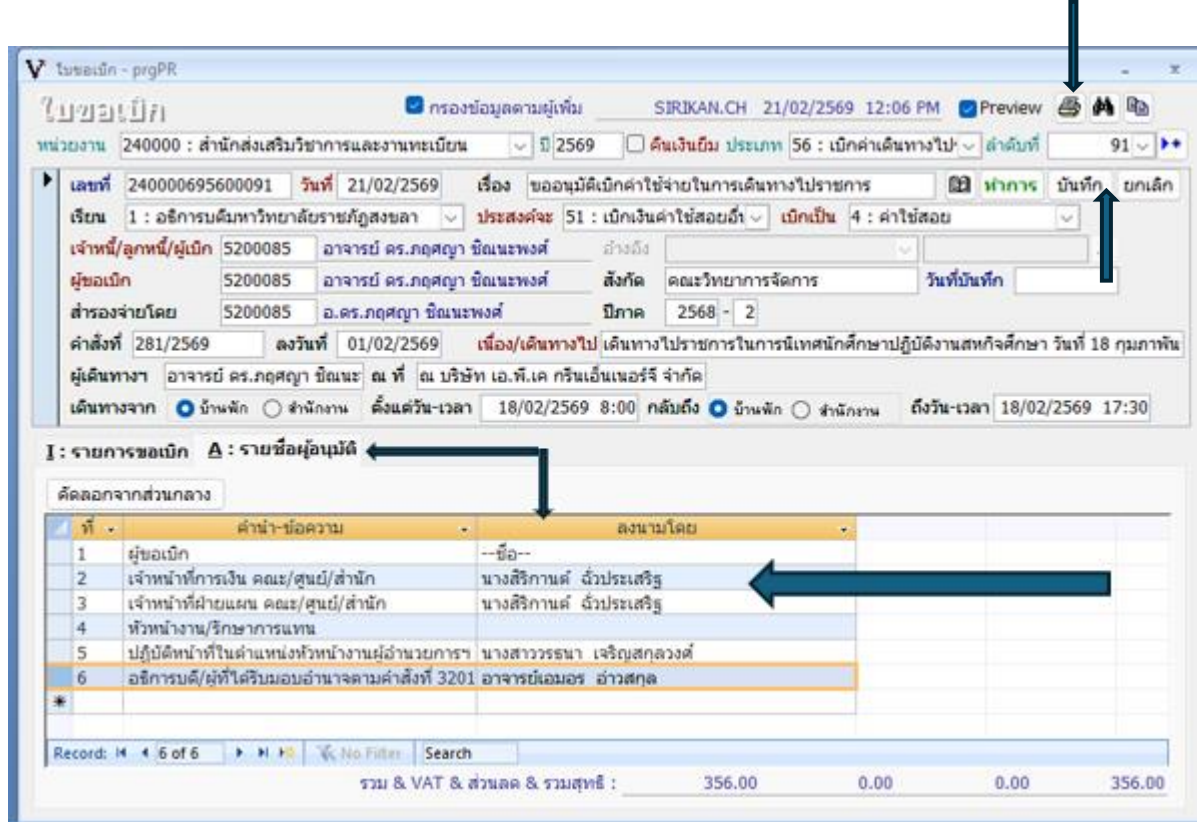 ใบขอเบิก - prgPR
ใบขอเบิก กรองข้อมูลตามผู้เพิ่ม SIRIKAN.CH 21/02/2569 12:06 PM Preview
หน่วยงาน 240000 : สำนักส่งเสริมวิชาการและงานทะเบียน ปี 2569 คืนเงินยืม ประเภท 56 : เบิกค่าเดินทางไป ลำดับที่ 91
เลขที่ 240000695600091 วันที่ 21/02/2569 เรื่อง ขออนุมัติเบิกค่าใช้จ่ายในการเดินทางไปราชการ ทำการ บันทึก ยกเลิก
เรียน 1 : อธิการบดีมหาวิทยาลัยราชภัฏสงขลา ประสงค์จะ 51 : เบิกเงินค่าใช้สอยอื่ เบิกเป็น 4 : ค่าใช้สอย
เจ้าหนี้/ลูกหนี้/ผู้เบิก 5200085 อาจารย์ ดร.ภฤศญา ชิณนะพงศ์ อ้างถึง
ผู้ขอเบิก 5200085 อาจารย์ ดร.ภฤศญา ชิณนะพงศ์ สังกัด คณะวิทยาการจัดการ วันที่บันทึก
สำรองจ่ายโดย 5200085 อ.ดร.ภฤศญา ชิณนะพงศ์ ปีภาค 2568 - 2
คำสั่งที่ 281/2569 ลงวันที่ 01/02/2569 เนื่อง/เดินทางไป เดินทางไปราชการในการนิเทศนักศึกษาปฏิบัติงานสหกิจศึกษา วันที่ 18 กุมภาพัน
ผู้เดินทางฯ อาจารย์ ดร.ภฤศญา ชิณนะ ณ ที่ ณ บริษัท เอ.พี.เค กรีนเอ็นเนอร์จี จำกัด
เดินทางจาก บ้านพัก สำนักงาน ตั้งแต่วัน-เวลา 18/02/2569 8:00 กลับถึง บ้านพัก สำนักงาน ถึงวัน-เวลา 18/02/2569 17:30
I : รายการขอเบิก A : รายชื่อผู้อนุมัติ
คัดลอกจากส่วนกลาง
ที่ คำนำ-ข้อความ ลงนามโดย
1 ผู้ขอเบิก --ชื่อ--
2 เจ้าหน้าที่การเงิน คณะ/ศูนย์/สำนัก นางสิริกานต์ ฉั่วประเสริฐ
3 เจ้าหน้าที่ฝ่ายแผน คณะ/ศูนย์/สำนัก นางสิริกานต์ ฉั่วประเสริฐ
4 หัวหน้างาน/รักษาการแทน
5 ปฏิบัติหน้าที่ในตำแหน่งหัวหน้างานผู้อำนวยการฯ นางสาววรธนา เจริญสกุลวงศ์
6 อธิการบดี/ผู้ที่ได้รับมอบอำนาจตามคำสั่งที่ 3201 อาจารย์เอมอร อ่าวสกุล
Record: 6 of 6 No Filter Search
รวม & VAT & ส่วนลด & รวมสุทธิ : 356.00 0.00 0.00 356.00